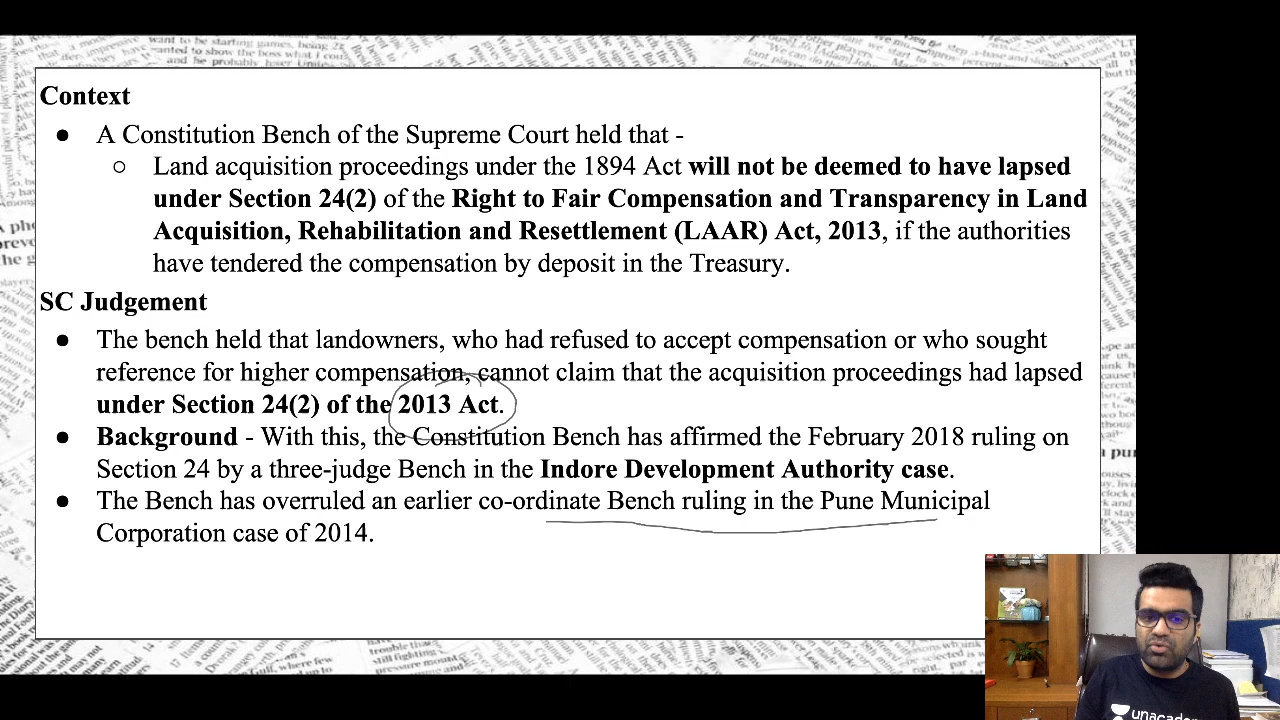 Context
● A Constitution Bench of the Supreme Court held that -
○ Land acquisition proceedings under the 1894 Act will not be deemed to have lapsed
under Section 24(2) of the Right to Fair Compensation and Transparency in Land
Acquisition, Rehabilitation and Resettlement (LAAR) Act, 2013, if the authorities
have tendered the compensation by deposit in the Treasury.
SC Judgement
● The bench held that landowners, who had refused to accept compensation or who sought
reference for higher compensation, cannot claim that the acquisition proceedings had lapsed
under Section 24(2) of the 2013 Act.
● Background - With this, the Constitution Bench has affirmed the February 2018 ruling on
Section 24 by a three-judge Bench in the Indore Development Authority case.
● The Bench has overruled an earlier co-ordinate Bench ruling in the Pune Municipal
Corporation case of 2014.